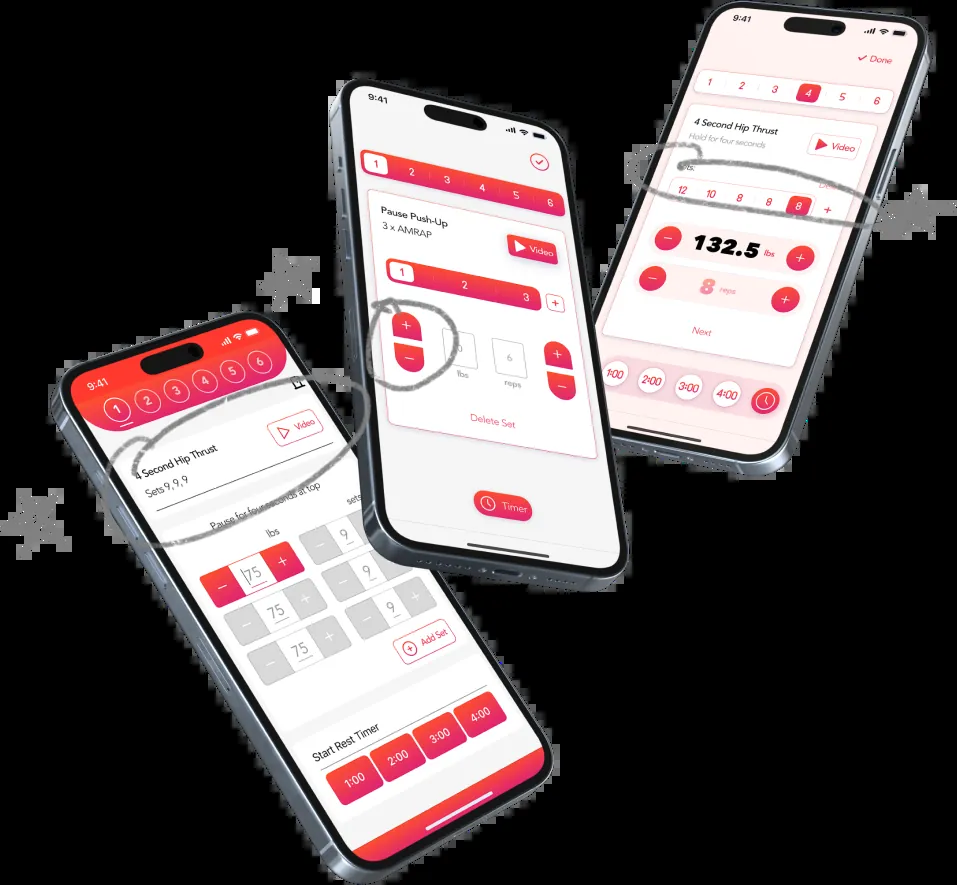 9:41
1 2 3 4 5 6
Video
4 Second Hip Thrust
Sets 9,9,9
Pause for four seconds at top
lbs sets
− 75 + − 9
− 75 + − 9
− 75 + − 9 +
Add Set
Start Rest Timer
1:00 2:00 3:00 4:00
9:41
1 2 3 4 5 6
Pause Push-Up
3 x AMRAP
Video
1 2 3 +
+ 6 +
− −
lbs reps
Delete Set
Timer
9:41
Done
1 2 3 4 5 6
4 Second Hip Thrust
Hold for four seconds
Video
12 10 8 8 8 +
− 132.5 lbs +
− 8 reps +
Next
1:00 2:00 3:00 4:00